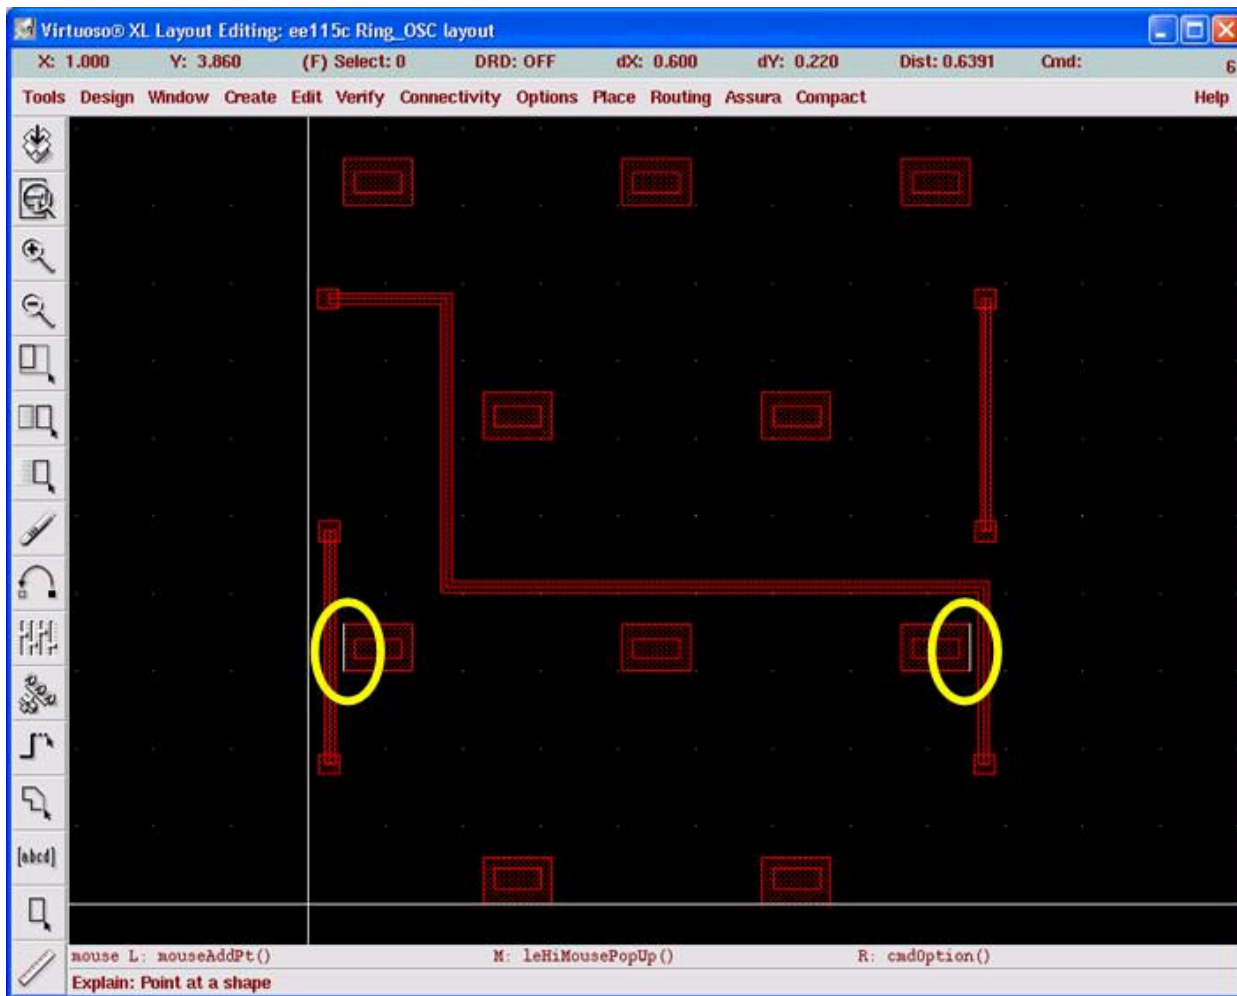 Virtuoso® XL Layout Editing: ee115c Ring_OSC layout
X: 1.000 Y: 3.860 (F) Select: 0 DRD: OFF dX: 0.600 dY: 0.220 Dist: 0.6391 Cmd: 6
Tools Design Window Create Edit Verify Connectivity Options Place Routing Assura Compact Help
[abcd]
mouse L: mouseAddPt() M: leHiMousePopUp() R: cmdOption()
Explain: Point at a shape